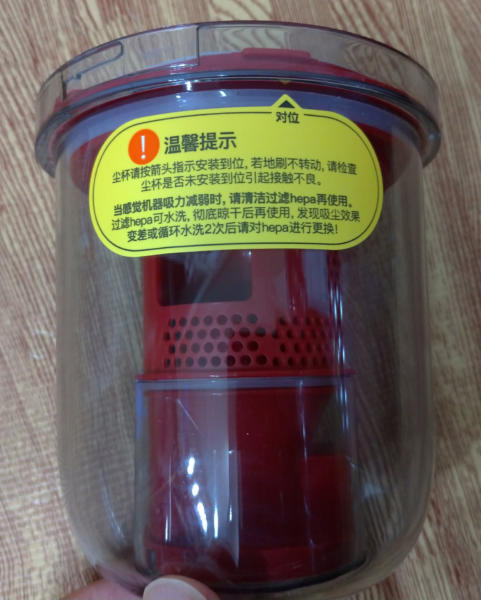 对位
! 温馨提示
尘杯请按箭头指示安装到位, 若地刷不转动, 请检查
尘杯是否未安装到位引起接触不良。
当感觉机器吸力减弱时, 请清洁过滤hepa再使用。
过滤hepa可水洗, 彻底晾干后再使用, 发现吸尘效果
变差或循环水洗2次后请对hepa进行更换!